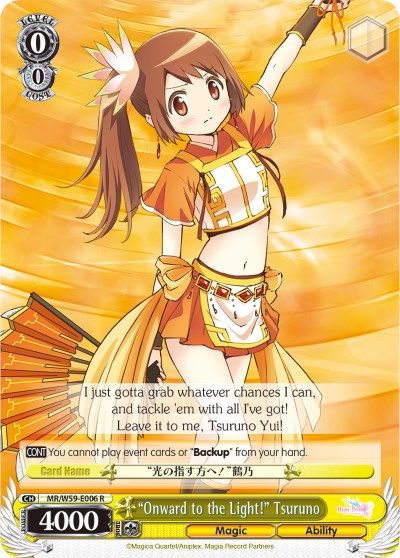 LEVEL
0
0
COST
I just gotta grab whatever chances I can,
and tackle 'em with all I've got!
Leave it to me, Tsuruno Yui!
CONT You cannot play event cards or "Backup" from your hand.
Card Name
“光の指す方へ！”鶴乃
CH MR/W59-E006 R
POWER 4000
SIDE
“Onward to the Light!” Tsuruno
Magic
Ability
©Magica Quartet/Aniplex, Magia Record Partners